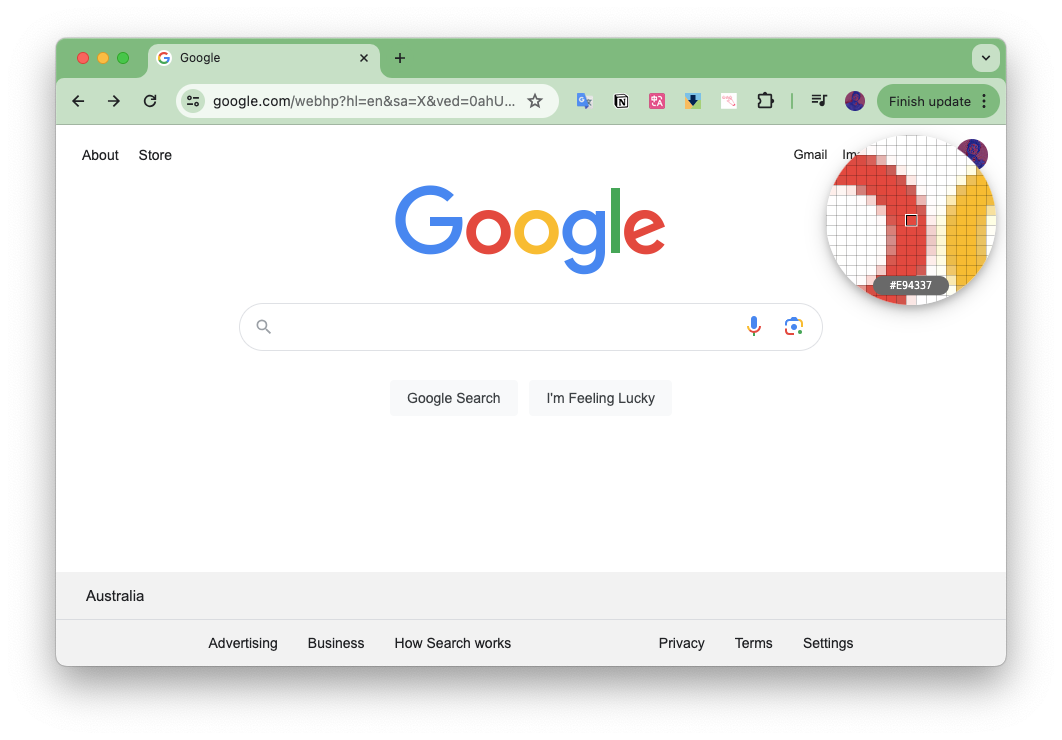 Google
google.com/webhp?hl=en&sa=X&ved=0ahU...
Finish update
About Store
Gmail
Google
#E94337
Google Search I'm Feeling Lucky
Australia
Advertising Business How Search works Privacy Terms Settings